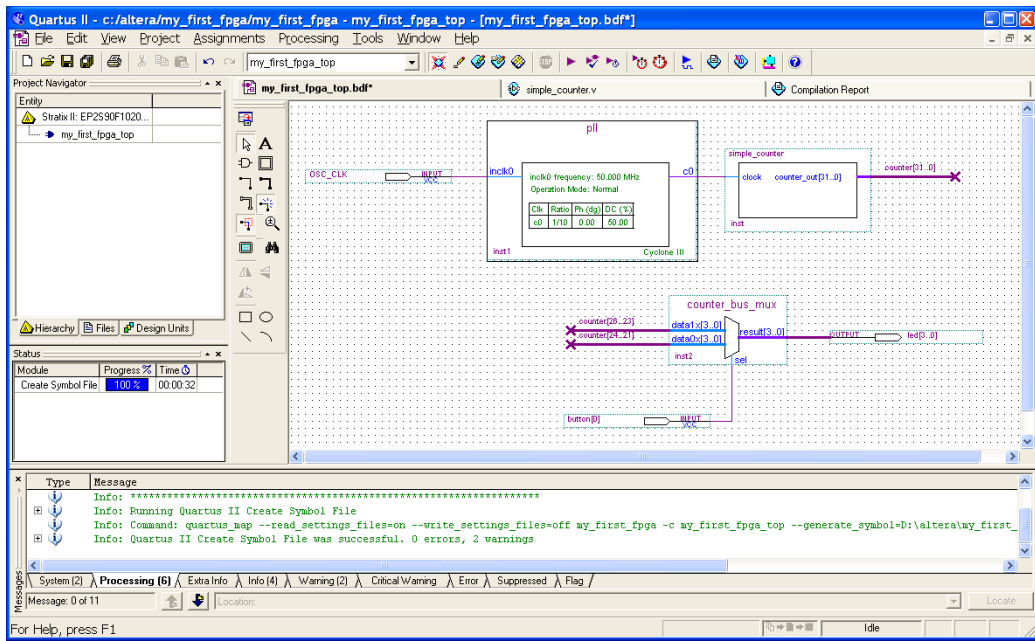 Quartus II - c:/altera/my_first_fpga/my_first_fpga - my_first_fpga_top - [my_first_fpga_top.bdf*]
File Edit View Project Assignments Processing Tools Window Help
my_first_fpga_top
Project Navigator
Entity
Stratix II: EP2S90F1020...
my_first_fpga_top
Hierarchy Files Design Units
Status
Module Progress % Time
Create Symbol File 100 % 00:00:32
my_first_fpga_top.bdf* simple_counter.v Compilation Report
pll
OSC_CLK INPUT VCC
inclk0 c0
inclk0 frequency: 50.000 MHz
Operation Mode: Normal
Clk Ratio Ph (dg) DC (%)
c0 1/10 0.00 50.00
inst1 Cyclone III
simple_counter
clock counter_out[31..0]
inst
counter[31..0]
counter_bus_mux
counter[26..23] data1x[3..0]
counter[24..21] data0x[3..0]
result[3..0]
inst2 sel
OUTPUT led[3..0]
button[0] INPUT VCC
Type Message
Info: *******************************************************************
Info: Running Quartus II Create Symbol File
Info: Command: quartus_map --read_settings_files=on --write_settings_files=off my_first_fpga -c my_first_fpga_top --generate_symbol=D:\altera\my_first_
Info: Quartus II Create Symbol File was successful. 0 errors, 2 warnings
System (2) Processing (6) Extra Info Info (4) Warning (2) Critical Warning Error Suppressed Flag
Messages
Message: 0 of 11 Location: Locate
For Help, press F1 Idle